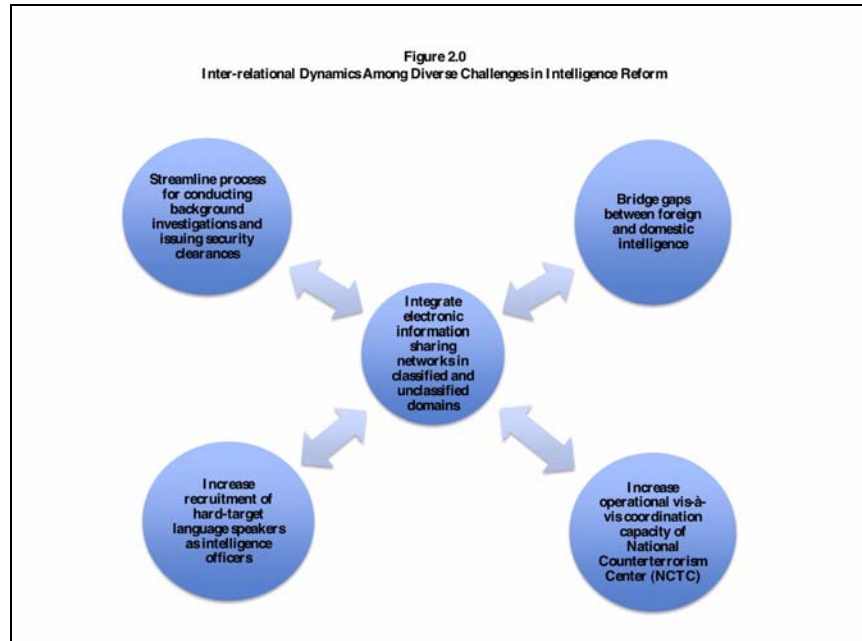 Figure 2.0
Inter-relational Dynamics Among Diverse Challenges in Intelligence Reform
Streamline process
for conducting
background
investigations and
issuing security
clearances
Bridge gaps
between foreign
and domestic
intelligence
Integrate
electronic
information
sharing
networks in
classified and
unclassified
domains
Increase
recruitment of
hard-target
language speakers
as intelligence
officers
Increase
operational vis-à-
vis coordination
capacity of
National
Counterterrorism
Center (NCTC)